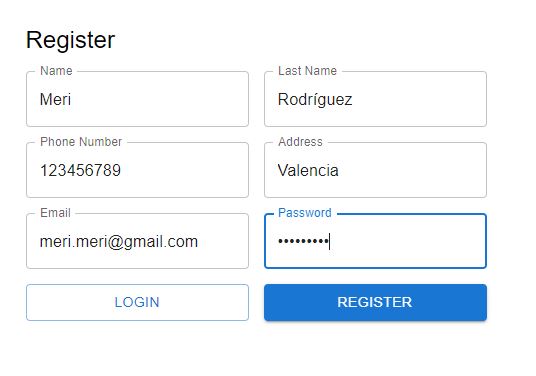 Register
Name
Last Name
Meri
Rodríguez
Phone Number
Address
123456789
Valencia
Email
Password
meri.meri@gmail.com
•••••••••
LOGIN
REGISTER